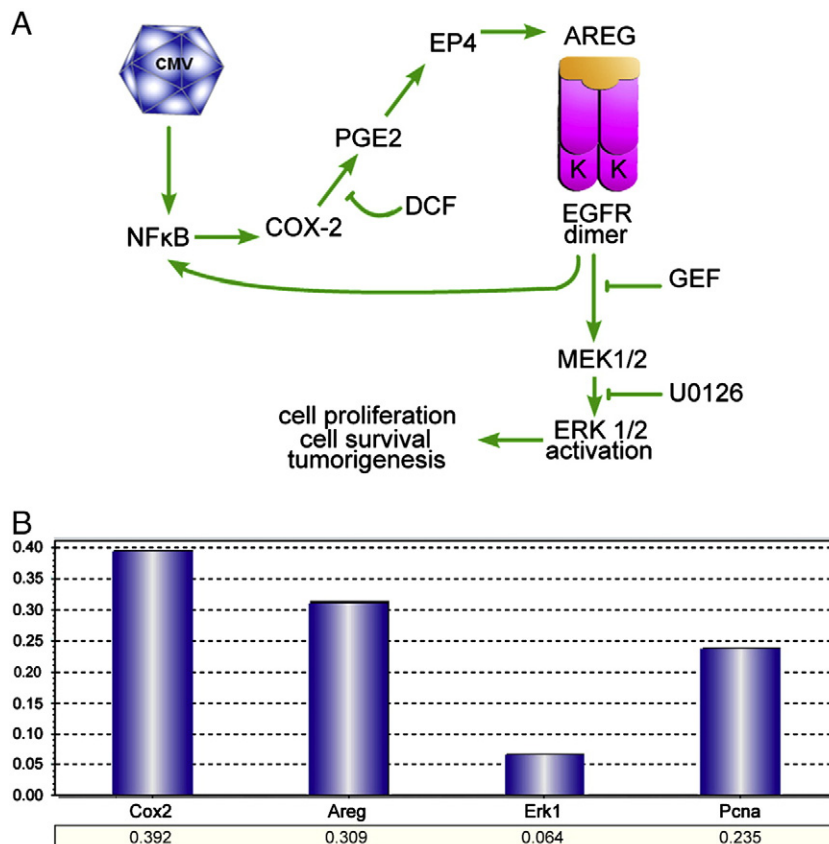 A
CMV
EP4
AREG
PGE2
K K
DCF
EGFR
dimer
NFκB
COX-2
GEF
MEK1/2
U0126
cell proliferation
cell survival
tumorigenesis
ERK 1/2
activation
B
0.40
0.35
0.30
0.25
0.20
0.15
0.10
0.05
0.00
Cox2 Areg Erk1 Pcna
0.392 0.309 0.064 0.235